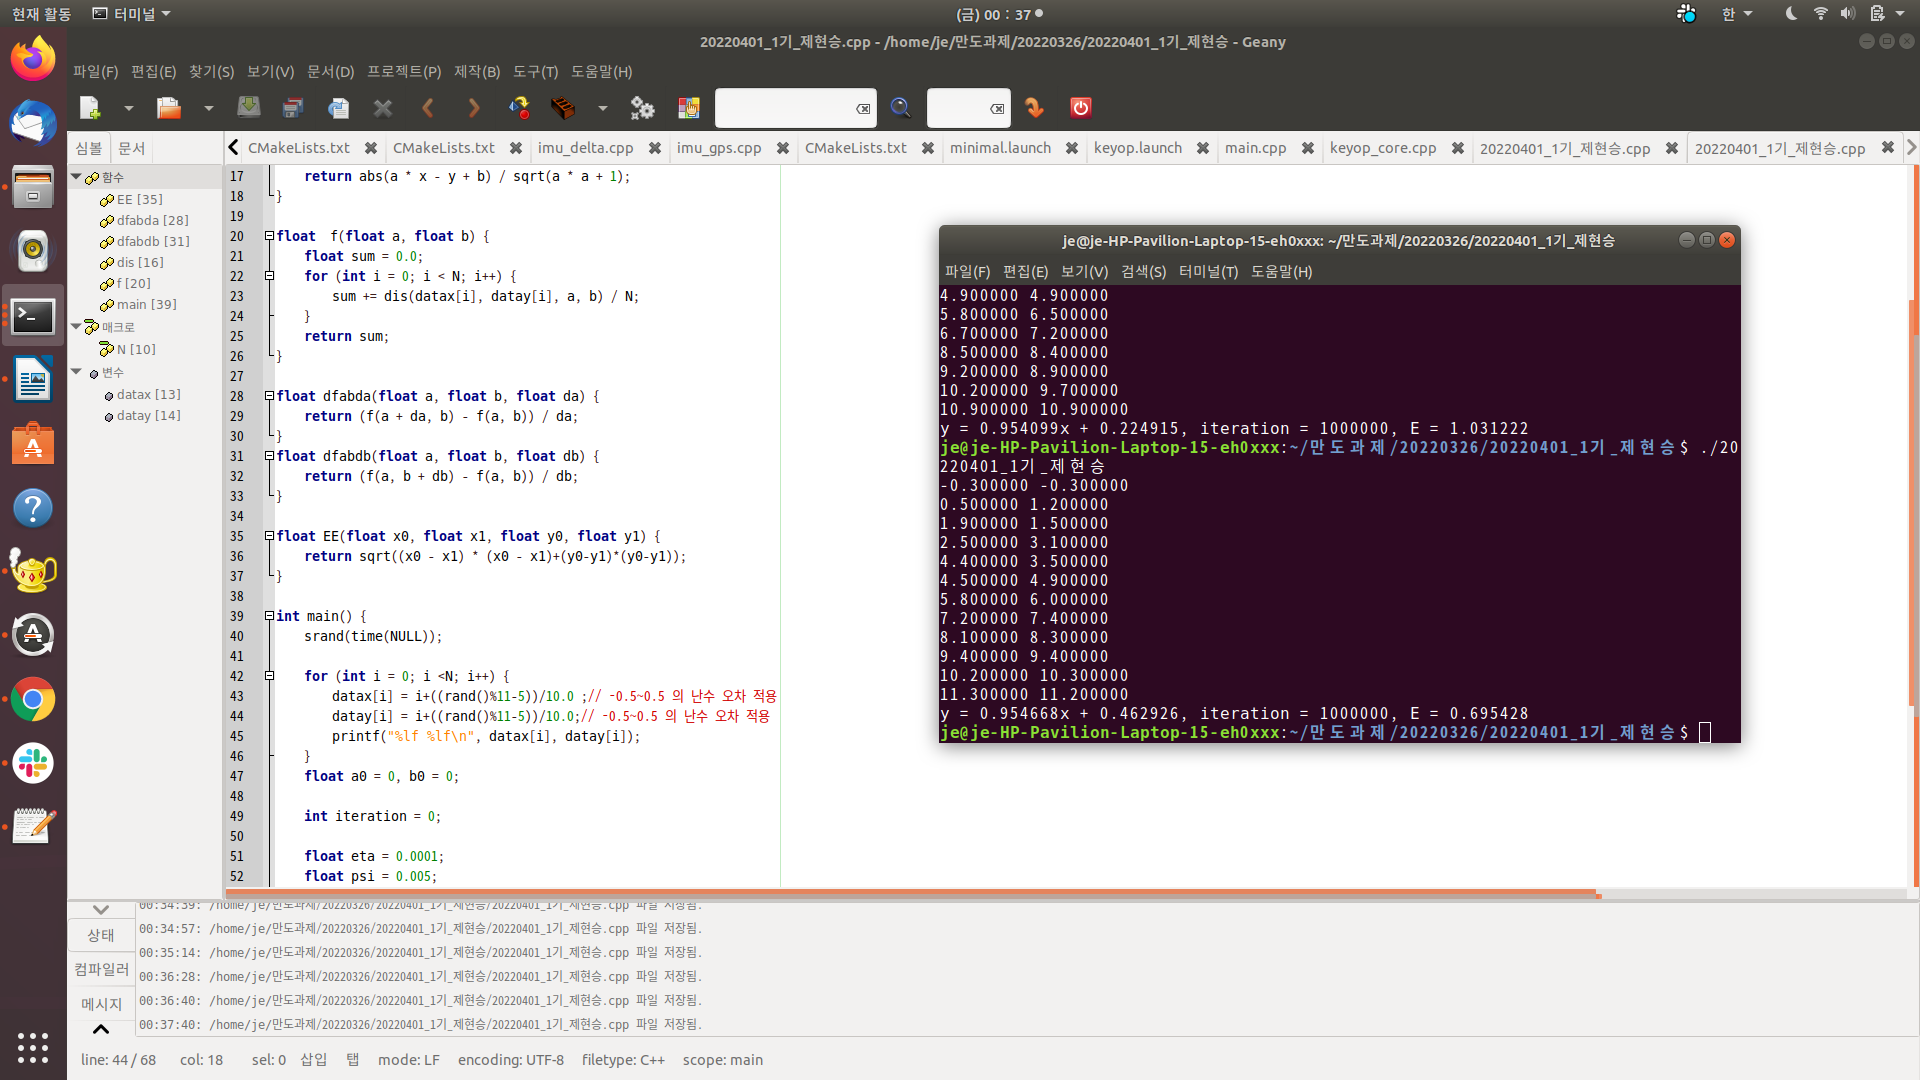 현재 활동 터미널 (금) 00 : 37 한
20220401_1기_제현승.cpp - /home/je/만도과제/20220326/20220401_1기_제현승 - Geany
파일(F) 편집(E) 찾기(S) 보기(V) 문서(D) 프로젝트(P) 제작(B) 도구(T) 도움말(H)
심볼 문서 CMakeLists.txt CMakeLists.txt imu_delta.cpp imu_gps.cpp CMakeLists.txt minimal.launch keyop.launch main.cpp keyop_core.cpp 20220401_1기_제현승.cpp 20220401_1기_제현승.cpp
함수
EE [35]
dfabda [28]
dfabdb [31]
dis [16]
f [20]
main [39]
매크로
N [10]
변수
datax [13]
datay [14]
17 return abs(a * x - y + b) / sqrt(a * a + 1);
18 }
19
20 float  f(float a, float b) {
21 float sum = 0.0;
22 for (int i = 0; i < N; i++) {
23 sum += dis(datax[i], datay[i], a, b) / N;
24 }
25 return sum;
26 }
27
28 float dfabda(float a, float b, float da) {
29 return (f(a + da, b) - f(a, b)) / da;
30 }
31 float dfabdb(float a, float b, float db) {
32 return (f(a, b + db) - f(a, b)) / db;
33 }
34
35 float EE(float x0, float x1, float y0, float y1) {
36 return sqrt((x0 - x1) * (x0 - x1)+(y0-y1)*(y0-y1));
37 }
38
39 int main() {
40 srand(time(NULL));
41
42 for (int i = 0; i <N; i++) {
43 datax[i] = i+((rand()%11-5))/10.0 ;// -0.5~0.5 의 난수 오차 적용
44 datay[i] = i+((rand()%11-5))/10.0;// -0.5~0.5 의 난수 오차 적용
45 printf("%lf %lf\n", datax[i], datay[i]);
46 }
47 float a0 = 0, b0 = 0;
48
49 int iteration = 0;
50
51 float eta = 0.0001;
52 float psi = 0.005;
je@je-HP-Pavilion-Laptop-15-eh0xxx: ~/만도과제/20220326/20220401_1기_제현승
파일(F) 편집(E) 보기(V) 검색(S) 터미널(T) 도움말(H)
4.900000 4.900000
5.800000 6.500000
6.700000 7.200000
8.500000 8.400000
9.200000 8.900000
10.200000 9.700000
10.900000 10.900000
y = 0.954099x + 0.224915, iteration = 1000000, E = 1.031222
je@je-HP-Pavilion-Laptop-15-eh0xxx:~/만도과제/20220326/20220401_1기_제현승$ ./20
220401_1기_제현승
-0.300000 -0.300000
0.500000 1.200000
1.900000 1.500000
2.500000 3.100000
4.400000 3.500000
4.500000 4.900000
5.800000 6.000000
7.200000 7.400000
8.100000 8.300000
9.400000 9.400000
10.200000 10.300000
11.300000 11.200000
y = 0.954668x + 0.462926, iteration = 1000000, E = 0.695428
je@je-HP-Pavilion-Laptop-15-eh0xxx:~/만도과제/20220326/20220401_1기_제현승$
상태
컴파일러
메시지
00:34:39: /home/je/만도과제/20220326/20220401_1기_제현승/20220401_1기_제현승.cpp 파일 저장됨.
00:34:57: /home/je/만도과제/20220326/20220401_1기_제현승/20220401_1기_제현승.cpp 파일 저장됨.
00:35:14: /home/je/만도과제/20220326/20220401_1기_제현승/20220401_1기_제현승.cpp 파일 저장됨.
00:36:28: /home/je/만도과제/20220326/20220401_1기_제현승/20220401_1기_제현승.cpp 파일 저장됨.
00:36:40: /home/je/만도과제/20220326/20220401_1기_제현승/20220401_1기_제현승.cpp 파일 저장됨.
00:37:40: /home/je/만도과제/20220326/20220401_1기_제현승/20220401_1기_제현승.cpp 파일 저장됨.
line: 44 / 68 col: 18 sel: 0 삽입 탭 mode: LF encoding: UTF-8 filetype: C++ scope: main